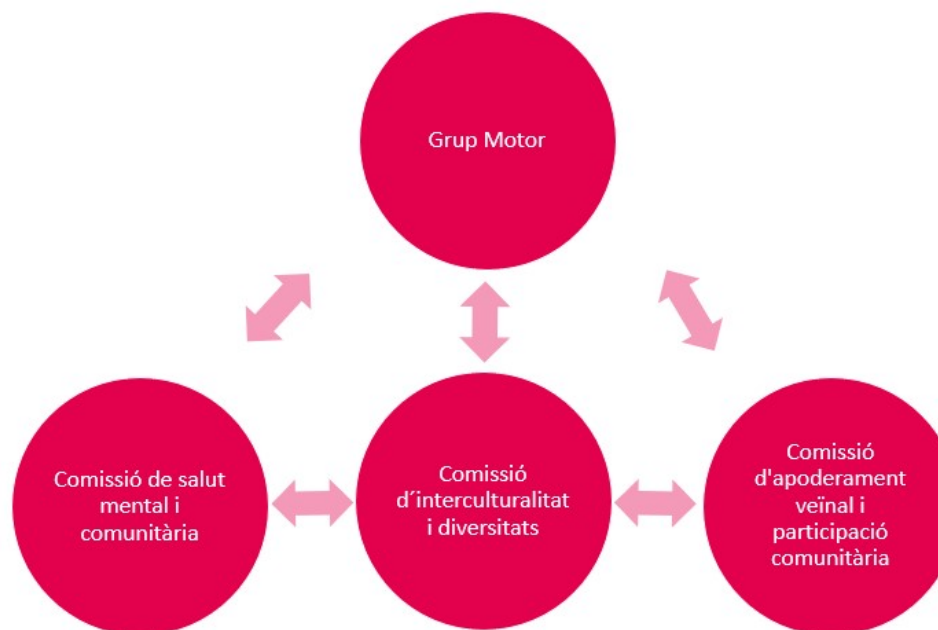 Grup Motor
Comissió de salut
mental i
comunitària
Comissió
d´interculturalitat
i diversitats
Comissió
d'apoderament
veïnal i
participació
comunitària